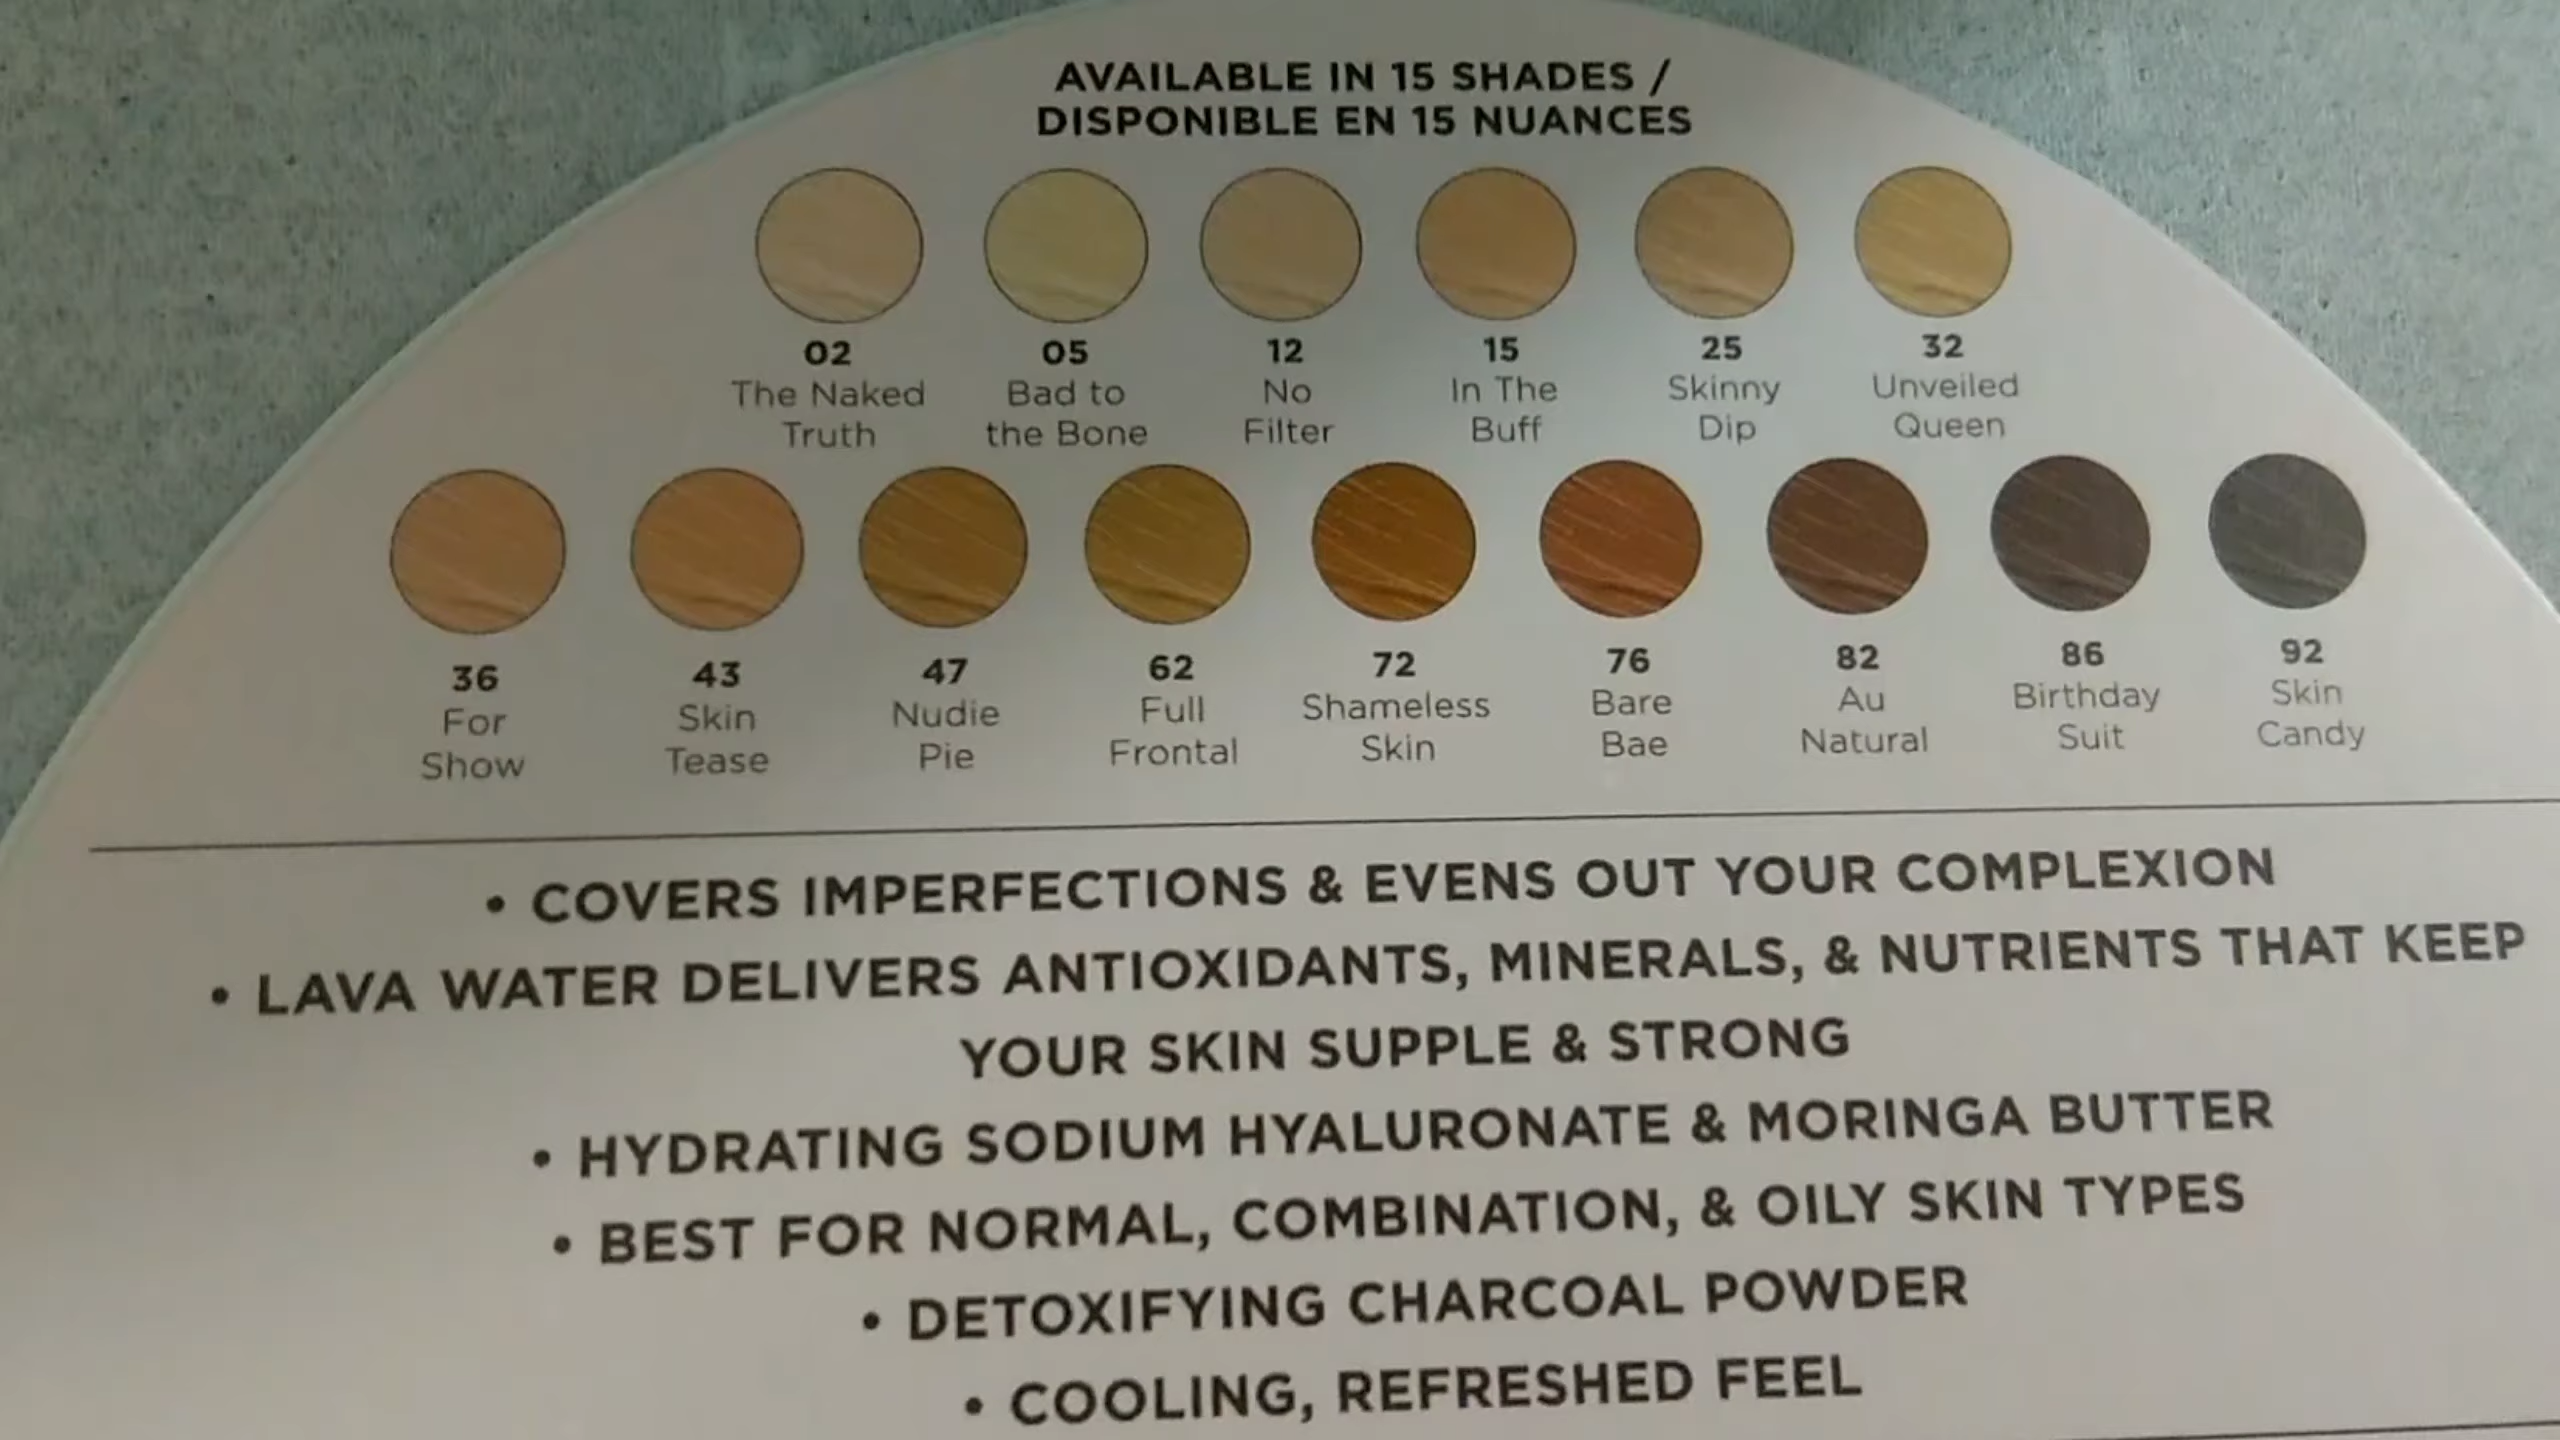 AVAILABLE IN 15 SHADES /
DISPONIBLE EN 15 NUANCES
02 05 12 15 25 32
The Naked Bad to No In The Skinny Unveiled
Truth the Bone Filter Buff Dip Queen
36 43 47 62 72 76 82 86 92
For Skin Nudie Full Shameless Bare Au Birthday Skin
Show Tease Pie Frontal Skin Bae Natural Suit Candy
• COVERS IMPERFECTIONS & EVENS OUT YOUR COMPLEXION
• LAVA WATER DELIVERS ANTIOXIDANTS, MINERALS, & NUTRIENTS THAT KEEP
YOUR SKIN SUPPLE & STRONG
• HYDRATING SODIUM HYALURONATE & MORINGA BUTTER
• BEST FOR NORMAL, COMBINATION, & OILY SKIN TYPES
• DETOXIFYING CHARCOAL POWDER
• COOLING, REFRESHED FEEL